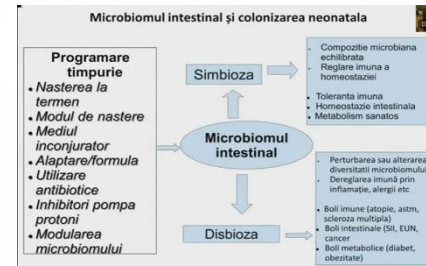 Microbiomul intestinal și colonizarea neonatala
Programare
timpurie
• Nasterea la
termen
• Modul de nastere
• Mediul
inconjurator
• Alaptare/formula
• Utilizare
antibiotice
• Inhibitori pompa
protoni
• Modularea
microbiomului
Simbioza
Microbiomul
intestinal
Disbioza
- Compozitie microbiana
echilibrata
- Reglare imuna a
homeostaziei
• Toleranta imuna
• Homeostazie intestinala
• Metabolism sanatos
- Perturbarea sau alterarea
diversitatii microbiomului
- Dereglarea imună prin
inflamație, alergii etc
• Boli imune (atopie, astm,
scleroza multipla)
• Boli intestinale (SII, EUN,
cancer
• Boli metabolice (diabet,
obezitate)